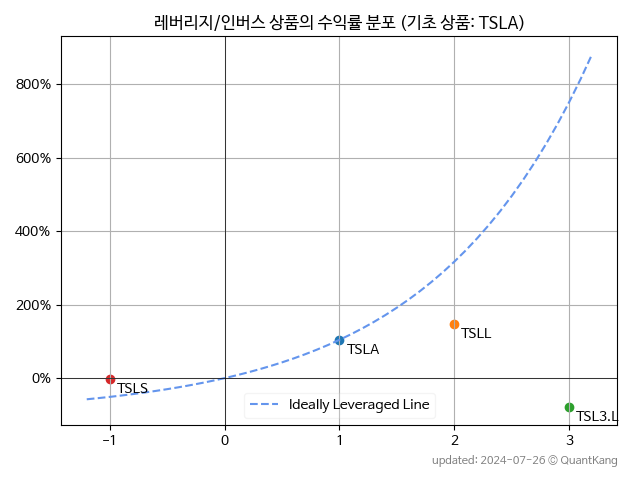 레버리지/인버스 상품의 수익률 분포 (기초 상품: TSLA)
800%
600%
400%
200%
0%
TSLL
TSLA
TSLS
TSL3.L
Ideally Leveraged Line
−1
0
1
2
3
updated: 2024-07-26 © QuantKang